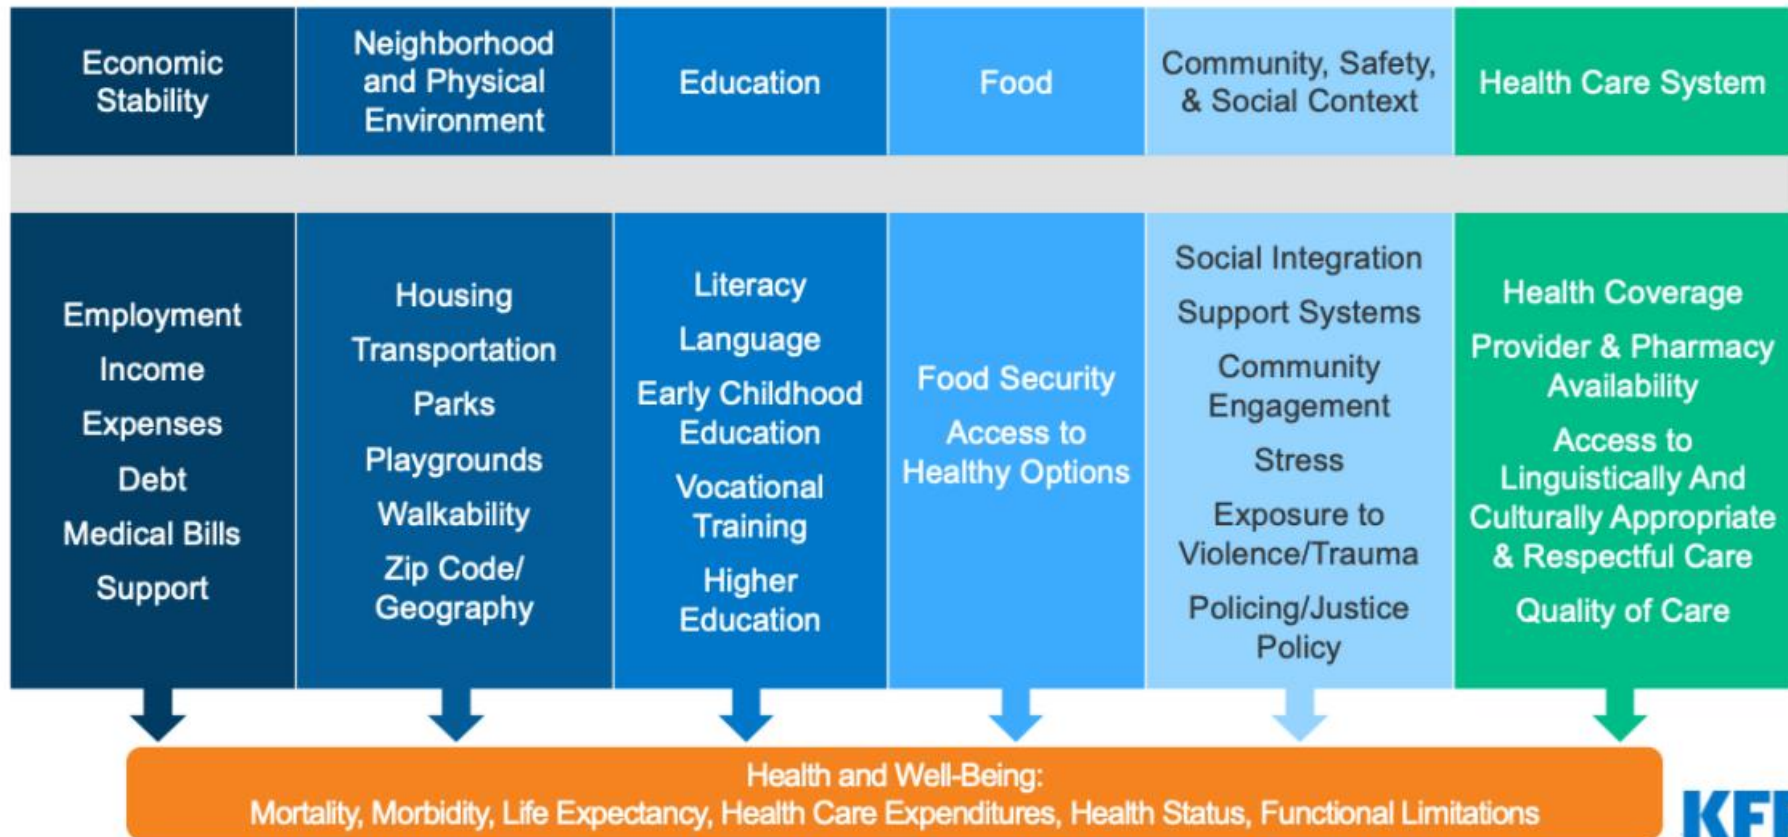 Economic
Stability
Neighborhood
and Physical
Environment
Education
Food
Community, Safety,
& Social Context
Health Care System
Employment
Income
Expenses
Debt
Medical Bills
Support
Housing
Transportation
Parks
Playgrounds
Walkability
Zip Code/
Geography
Literacy
Language
Early Childhood
Education
Vocational
Training
Higher
Education
Food Security
Access to
Healthy Options
Social Integration
Support Systems
Community
Engagement
Stress
Exposure to
Violence/Trauma
Policing/Justice
Policy
Health Coverage
Provider & Pharmacy
Availability
Access to
Linguistically And
Culturally Appropriate
& Respectful Care
Quality of Care
Health and Well-Being:
Mortality, Morbidity, Life Expectancy, Health Care Expenditures, Health Status, Functional Limitations